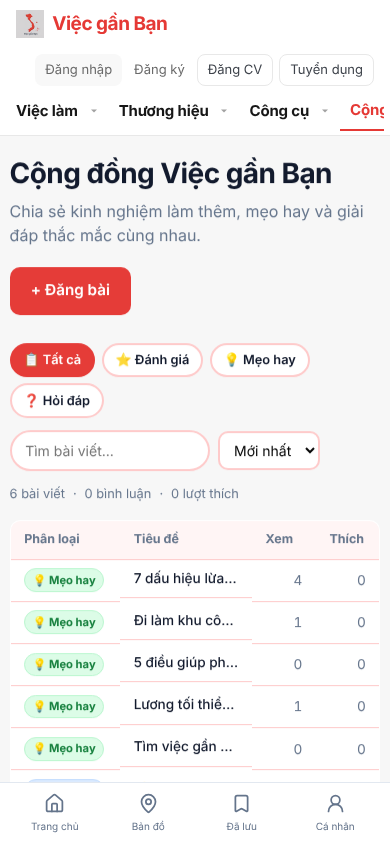 Việc gần Bạn
Đăng nhập Đăng ký Đăng CV Tuyển dụng
Việc làm Thương hiệu Công cụ Cộng
Cộng đồng Việc gần Bạn
Chia sẻ kinh nghiệm làm thêm, mẹo hay và giải
đáp thắc mắc cùng nhau.
+ Đăng bài
📋 Tất cả ⭐ Đánh giá 💡 Mẹo hay
❓ Hỏi đáp
Tìm bài viết... Mới nhất
6 bài viết · 0 bình luận · 0 lượt thích
Phân loại Tiêu đề Xem Thích
💡 Mẹo hay 7 dấu hiệu lừa... 4 0
💡 Mẹo hay Đi làm khu cô... 1 0
💡 Mẹo hay 5 điều giúp ph... 0 0
💡 Mẹo hay Lương tối thiể... 1 0
💡 Mẹo hay Tìm việc gần ... 0 0
Trang chủ Bản đồ Đã lưu Cá nhân